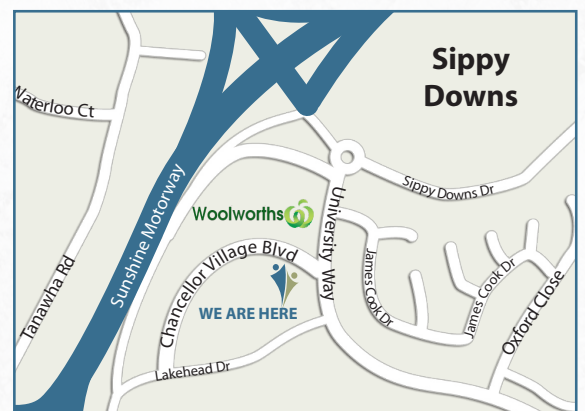 Sippy
Downs
Waterloo Ct
Sunshine Motorway
Sippy Downs Dr
Woolworths
University Way
Chancellor Village Blvd
James Cook Dr
James Cook Dr
Tanawha Rd
WE ARE HERE
Oxford Close
Lakehead Dr